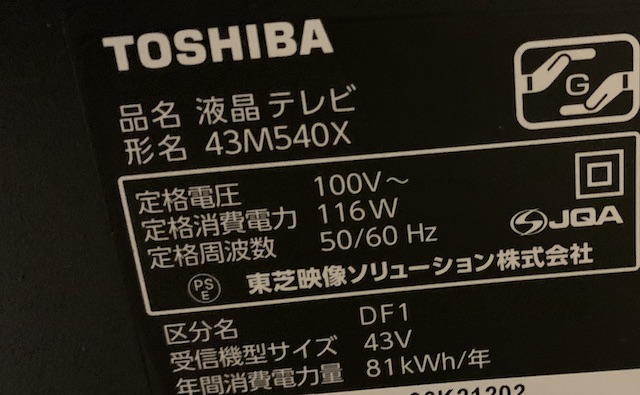 TOSHIBA
品名 液晶テレビ
形名 43M540X
G
定格電圧 100V～
定格消費電力 116W
定格周波数 50/60 Hz
JQA
PSE 東芝映像ソリューション株式会社
区分名 DF1
受信機型サイズ 43V
年間消費電力量 81kWh/年